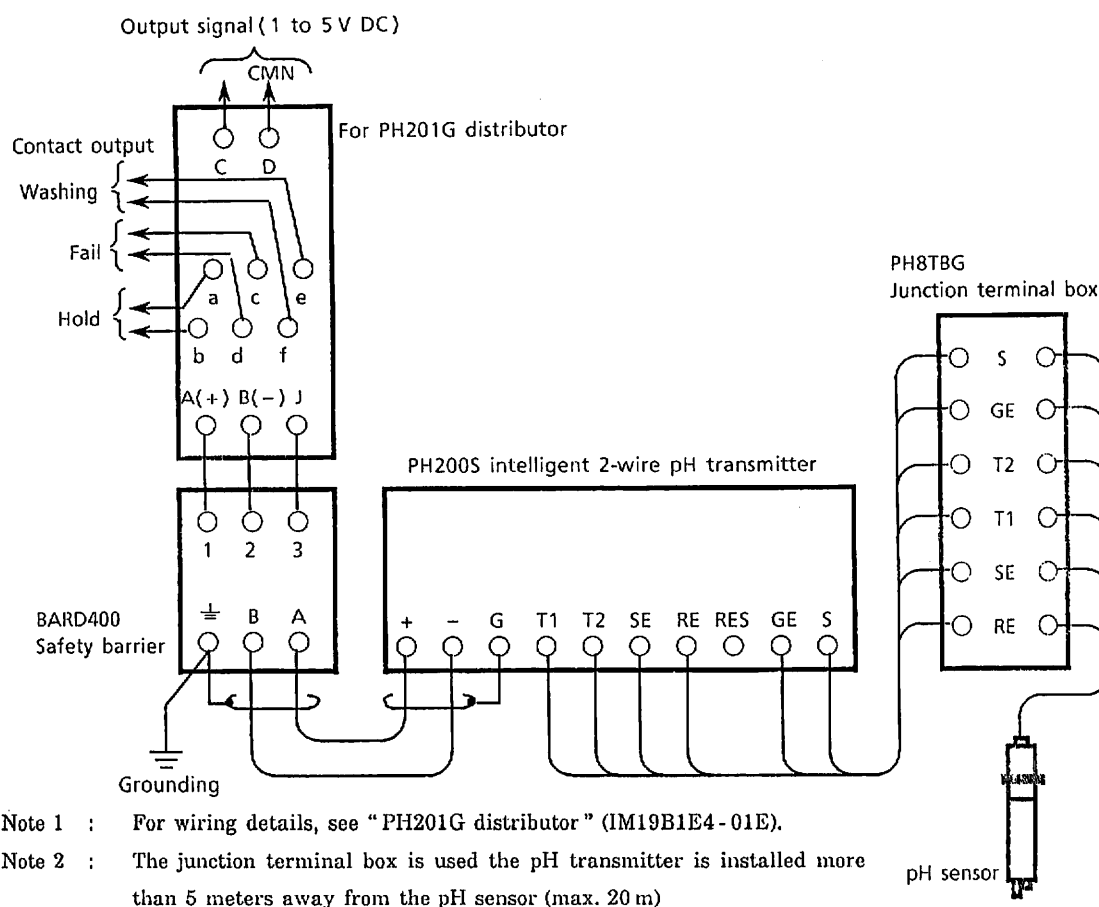 Output signal (1 to 5 V DC)
CMN
For PH201G distributor
Contact output
C D
Washing
Fail
a c e
Hold
b d f
A(+) B(-) J
PH8TBG
Junction terminal box
S
GE
T2
T1
SE
RE
PH200S intelligent 2-wire pH transmitter
1 2 3
BARD400
Safety barrier
B A
+ - G T1 T2 SE RE RES GE S
Grounding
pH sensor
Note 1 : For wiring details, see "PH201G distributor" (IM19B1E4-01E).
Note 2 : The junction terminal box is used the pH transmitter is installed more
than 5 meters away from the pH sensor (max. 20 m)